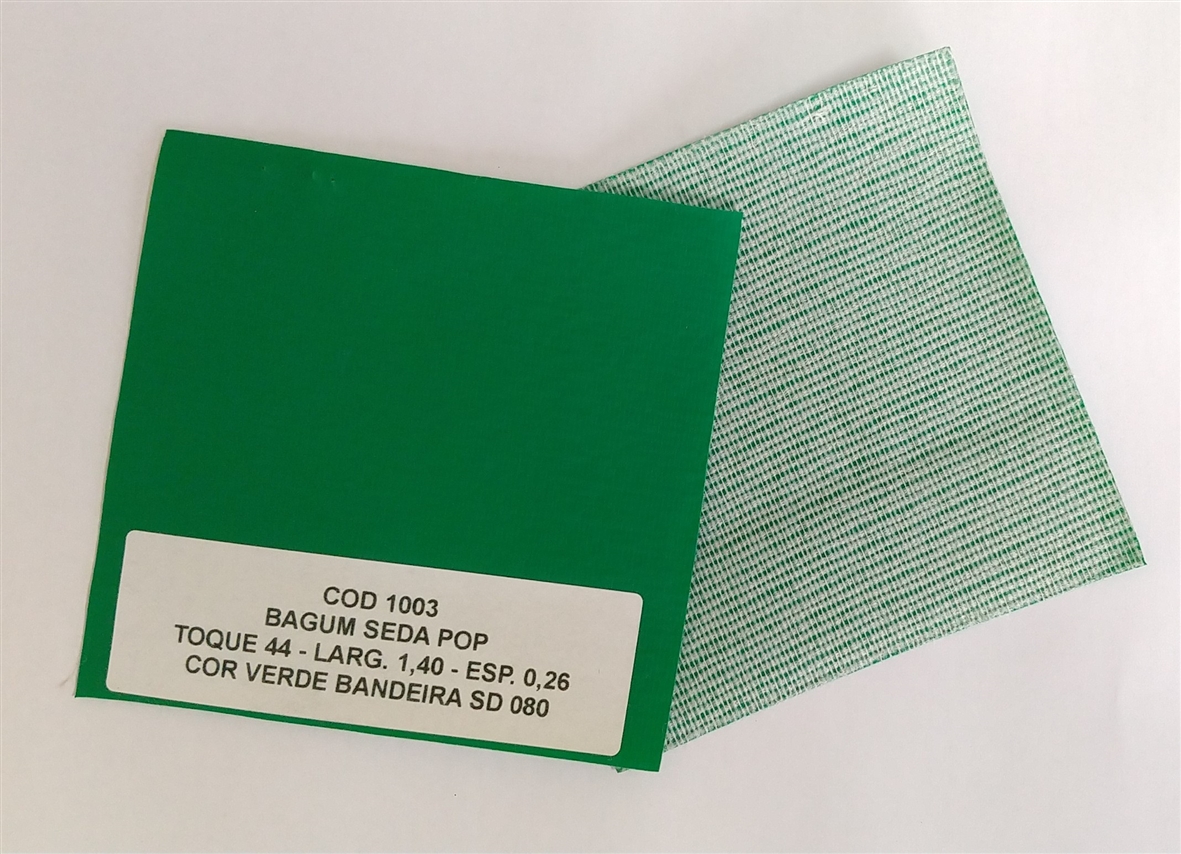 COD 1003
BAGUM SEDA POP
TOQUE 44 - LARG. 1,40 - ESP. 0,26
COR VERDE BANDEIRA SD 080